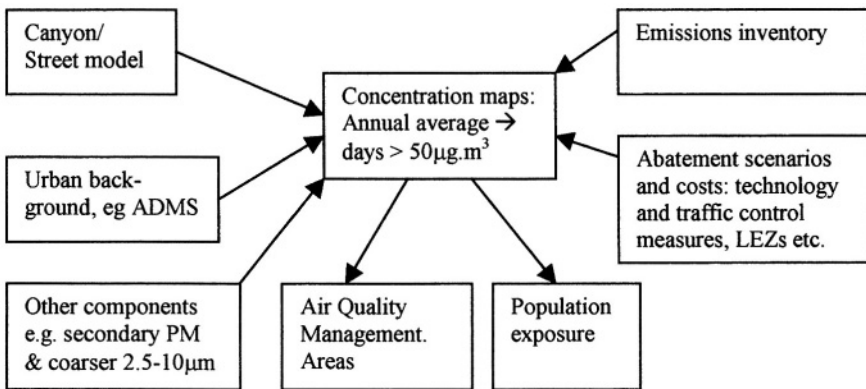 Canyon/
Street model
Emissions inventory
Concentration maps:
Annual average →
days > 50μg.m³
Urban back-
ground, eg ADMS
Abatement scenarios
and costs: technology
and traffic control
measures, LEZs etc.
Other components
e.g. secondary PM
& coarser 2.5-10μm
Air Quality
Management.
Areas
Population
exposure